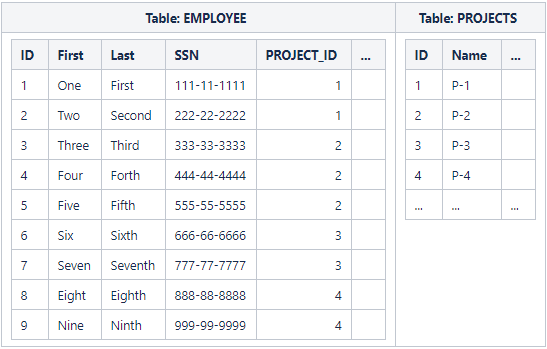 Table: EMPLOYEE Table: PROJECTS
ID First Last SSN PROJECT_ID ... ID Name ...
1 One First 111-11-1111 1 1 P-1
2 Two Second 222-22-2222 1 2 P-2
3 Three Third 333-33-3333 2 3 P-3
4 Four Forth 444-44-4444 2 4 P-4
5 Five Fifth 555-55-5555 2 ... ... ...
6 Six Sixth 666-66-6666 3
7 Seven Seventh 777-77-7777 3
8 Eight Eighth 888-88-8888 4
9 Nine Ninth 999-99-9999 4